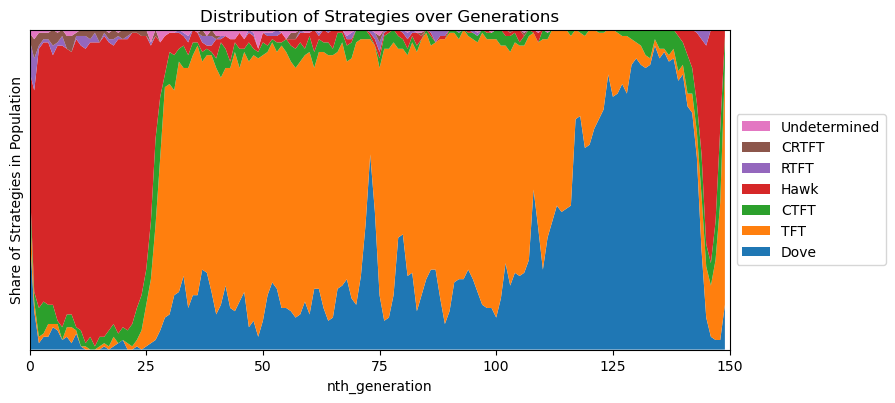 Distribution of Strategies over Generations
Share of Strategies in Population
Undetermined
CRTFT
RTFT
Hawk
CTFT
TFT
Dove
0 25 50 75 100 125 150
nth_generation